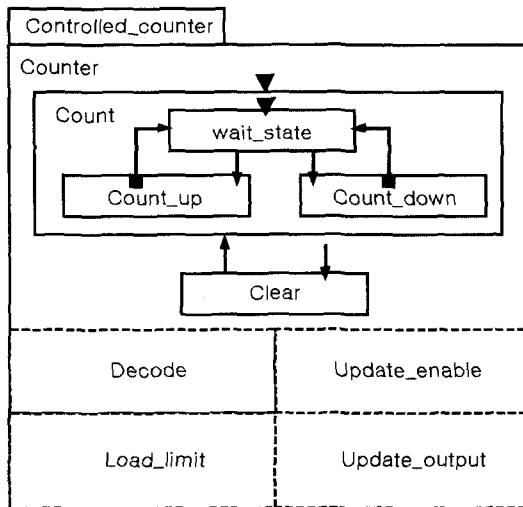 Controlled_counter
Counter
Count
wait_state
Count_up
Count_down
Clear
Decode
Update_enable
Load_limit
Update_output